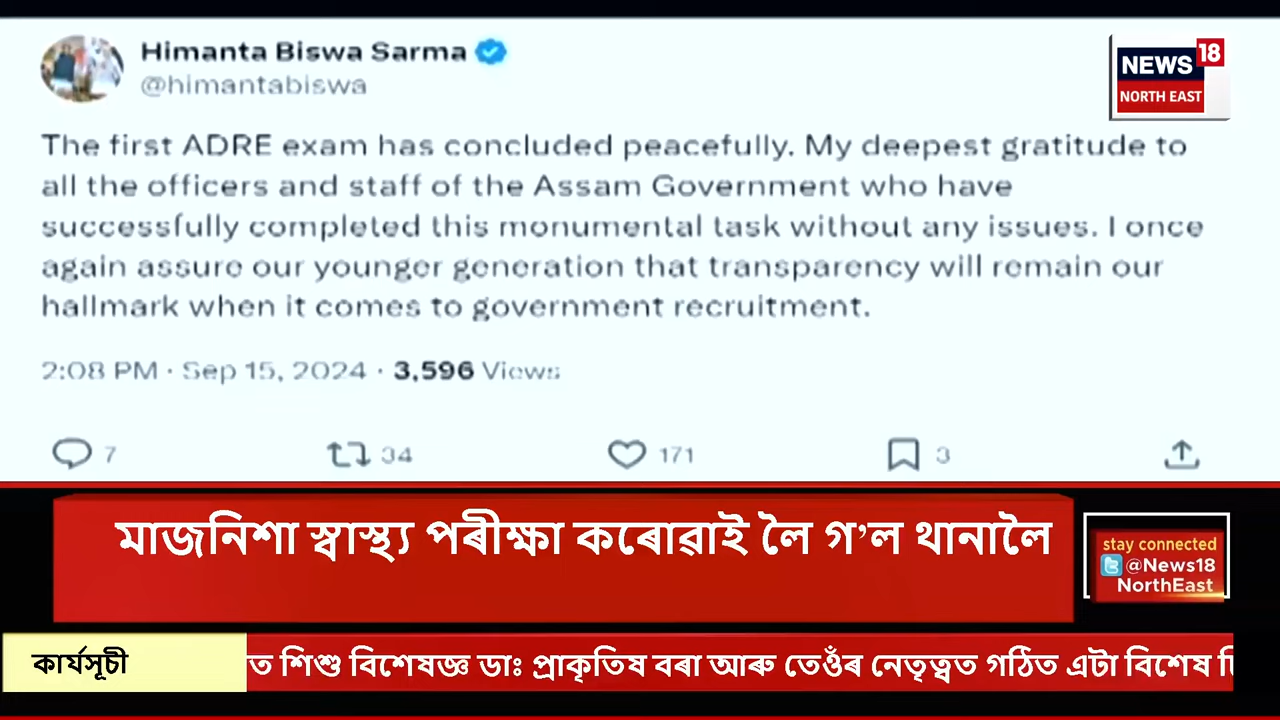 Himanta Biswa Sarma
@himantabiswa
NEWS 18
NORTH EAST
The first ADRE exam has concluded peacefully. My deepest gratitude to
all the officers and staff of the Assam Government who have
successfully completed this monumental task without any issues. I once
again assure our younger generation that transparency will remain our
hallmark when it comes to government recruitment.
2:08 PM · Sep 15, 2024 · 3,596 Views
7 34 171 3
মাজনিশা স্বাস্থ্য পৰীক্ষা কৰোৱাই লৈ গ’ল থানালৈ
stay connected
@News18
NorthEast
কাৰ্যসূচী
ত শিশু বিশেষজ্ঞ ডাঃ প্ৰাকৃতিষ বৰা আৰু তেওঁৰ নেতৃত্বত গঠিত এটা বিশেষ